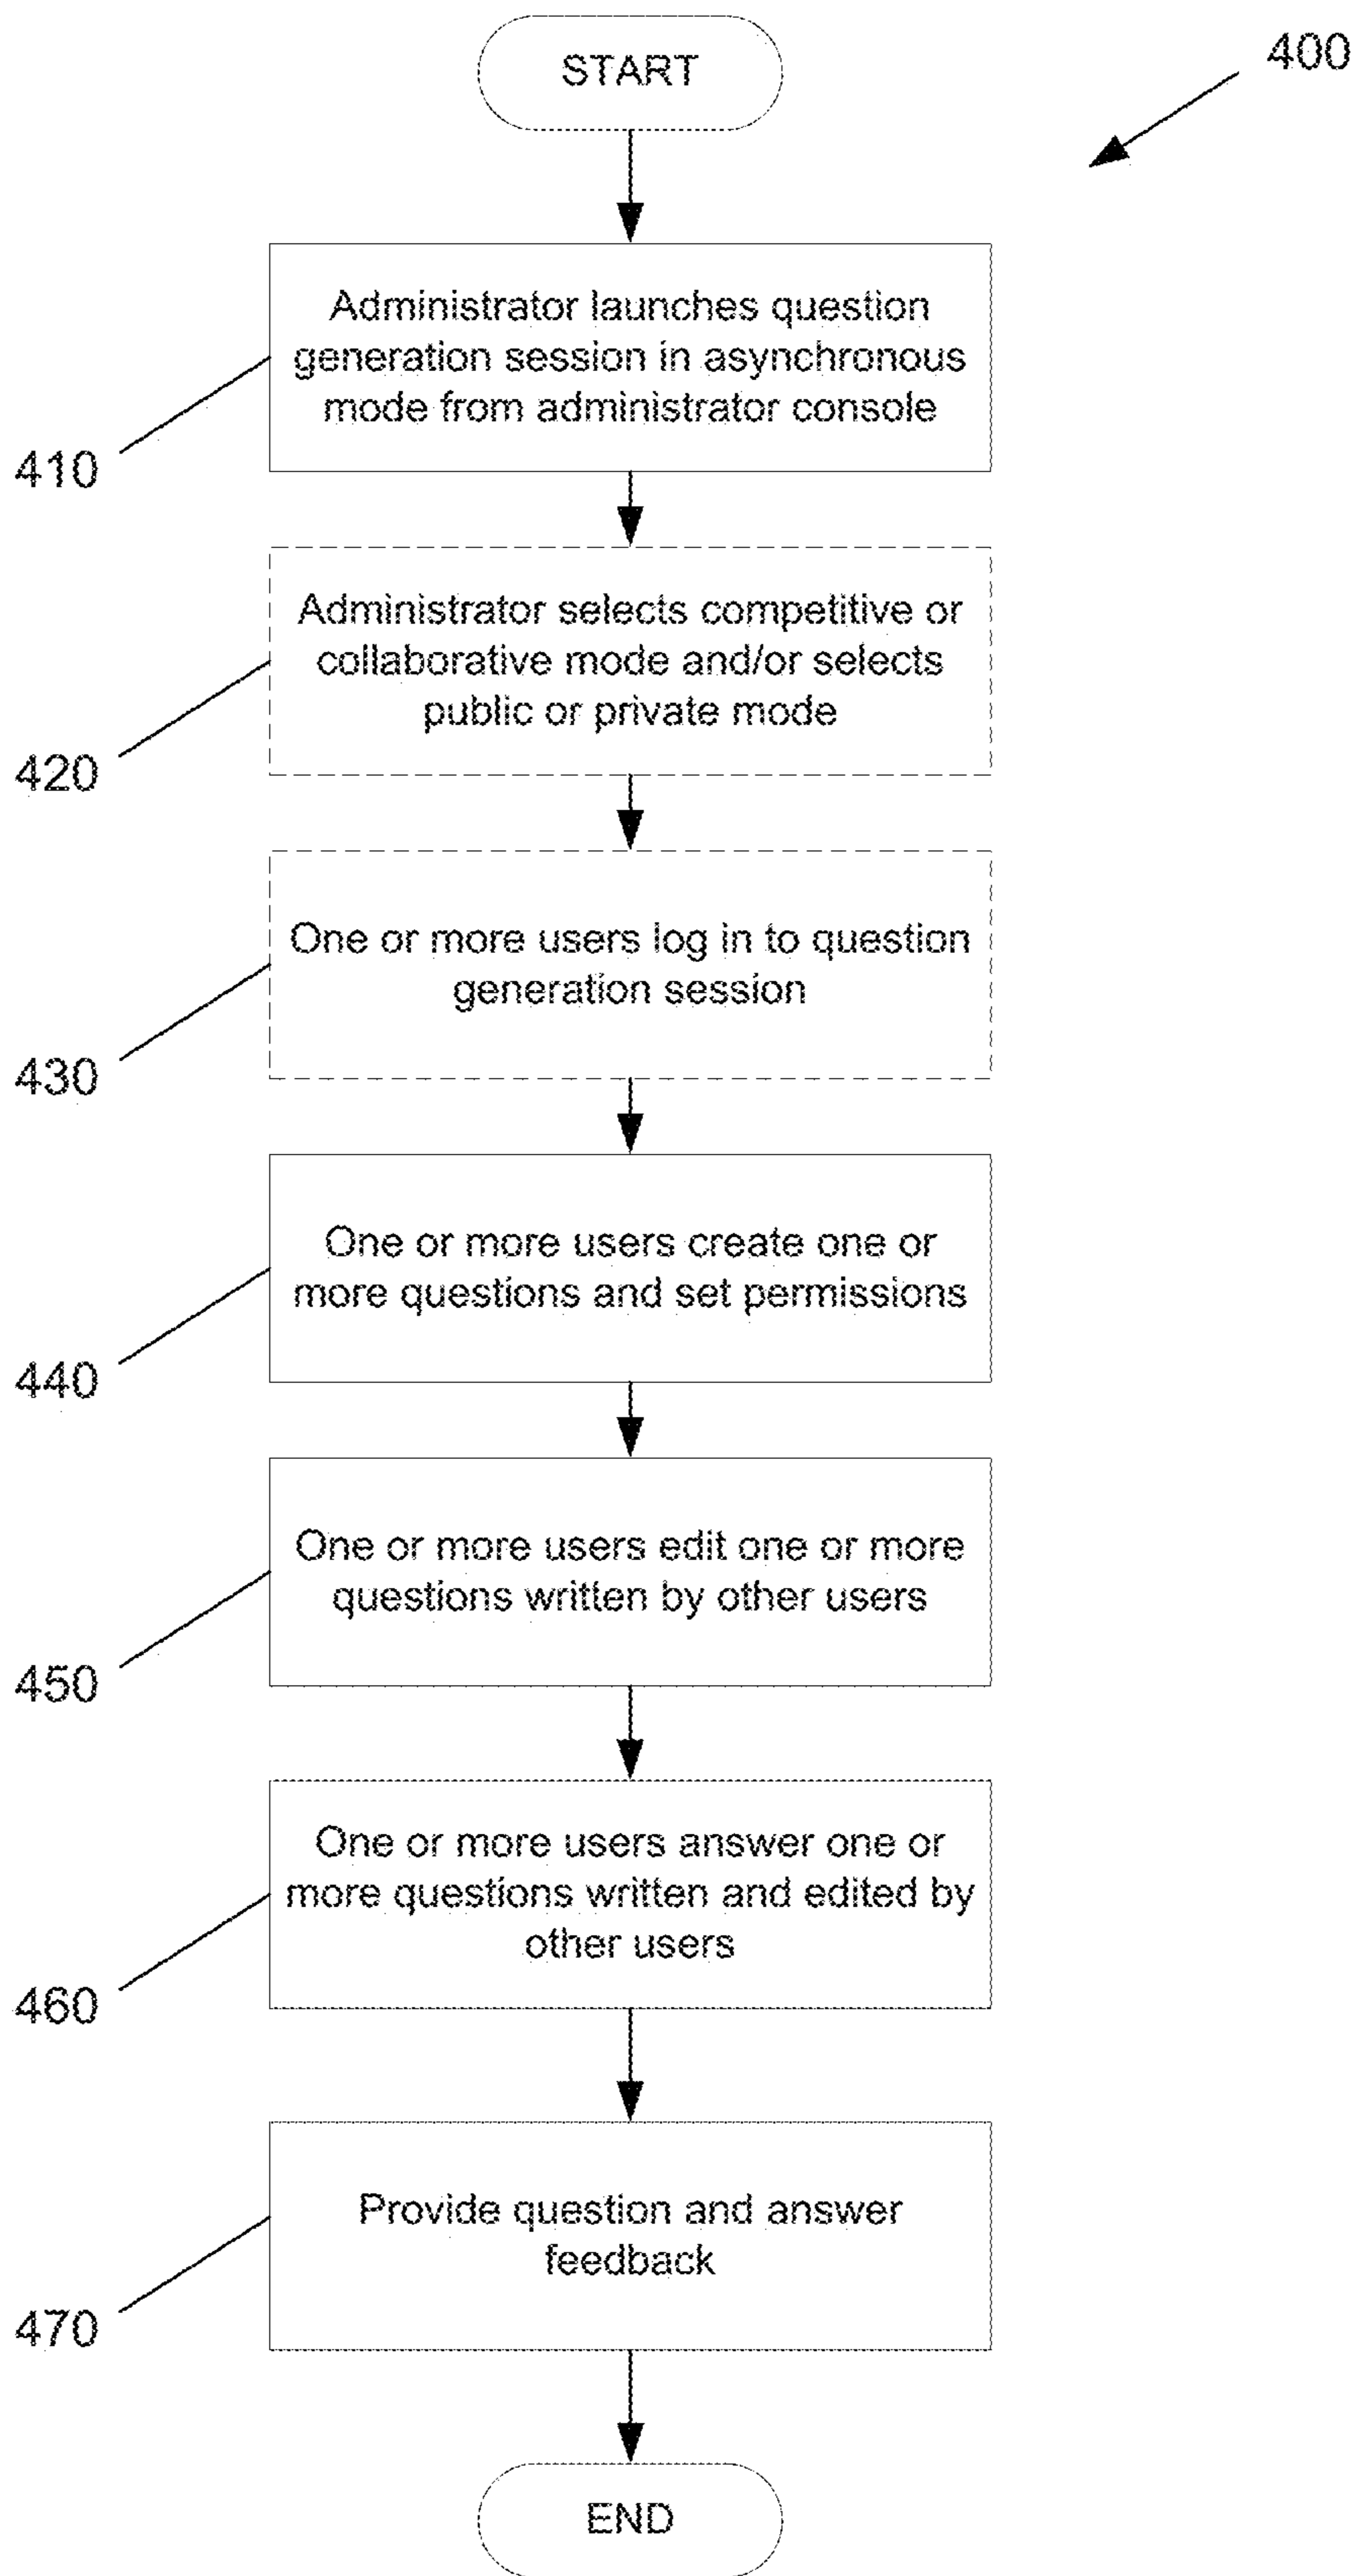 START
400
Administrator launches question
generation session in asynchronous
mode from administrator console
410
Administrator selects competitive or
collaborative mode and/or selects
public or private mode
420
One or more users log in to question
generation session
430
One or more users create one or
more questions and set permissions
440
One or more users edit one or more
questions written by other users
450
One or more users answer one or
more questions written and edited by
other users
460
Provide question and answer
feedback
470
END